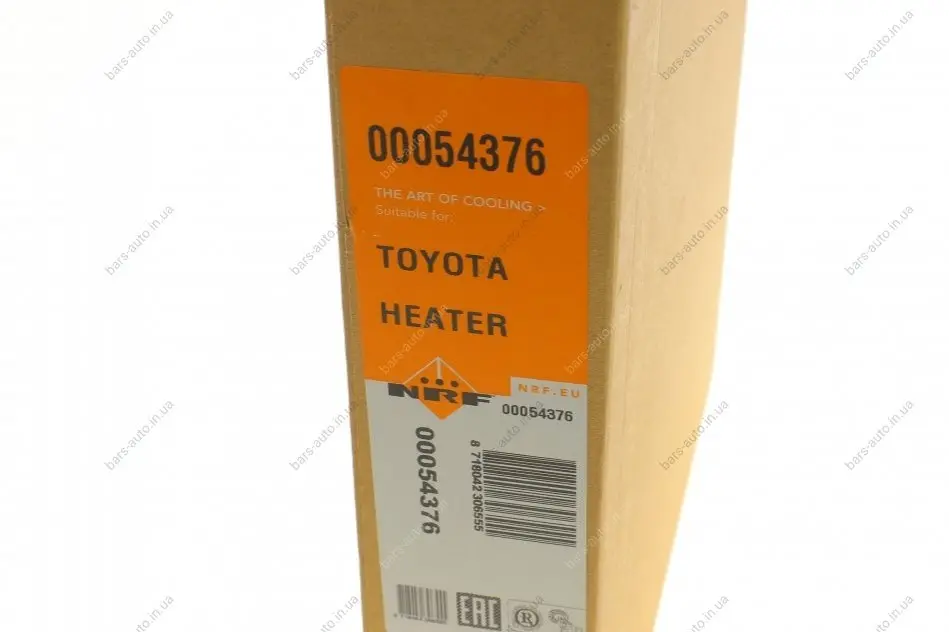 00054376
THE ART OF COOLING >
Suitable for:
TOYOTA
HEATER
NRF
NRF.EU
00054376
00054376
8 718042 306555
EAC
®
bars-auto.in.ua